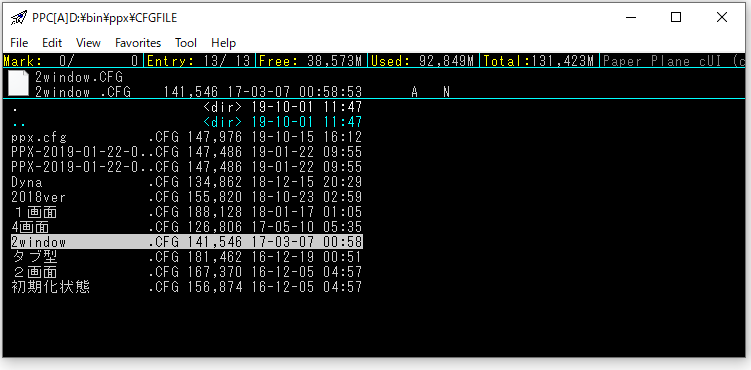 PPC[A]D:¥bin¥ppx¥CFGFILE
File Edit View Favorites Tool Help
Mark: 0/ 0|Entry: 13/ 13|Free: 38,573M|Used: 92,849M|Total:131,423M|Paper Plane cUI (c
2window.CFG
2window .CFG 141,546 17-03-07 00:58:53 A N
. <dir> 19-10-01 11:47
.. <dir> 19-10-01 11:47
ppx.cfg .CFG 147,976 19-10-15 16:12
PPX-2019-01-22-0..CFG 147,486 19-01-22 09:55
PPX-2019-01-22-0..CFG 147,486 19-01-22 09:55
Dyna .CFG 134,862 18-12-15 20:29
2018ver .CFG 155,820 18-10-23 02:59
１画面 .CFG 188,128 18-01-17 01:05
4画面 .CFG 126,806 17-05-10 05:35
2window .CFG 141,546 17-03-07 00:58
タブ型 .CFG 181,462 16-12-19 00:51
２画面 .CFG 167,370 16-12-05 04:57
初期化状態 .CFG 156,874 16-12-05 04:57